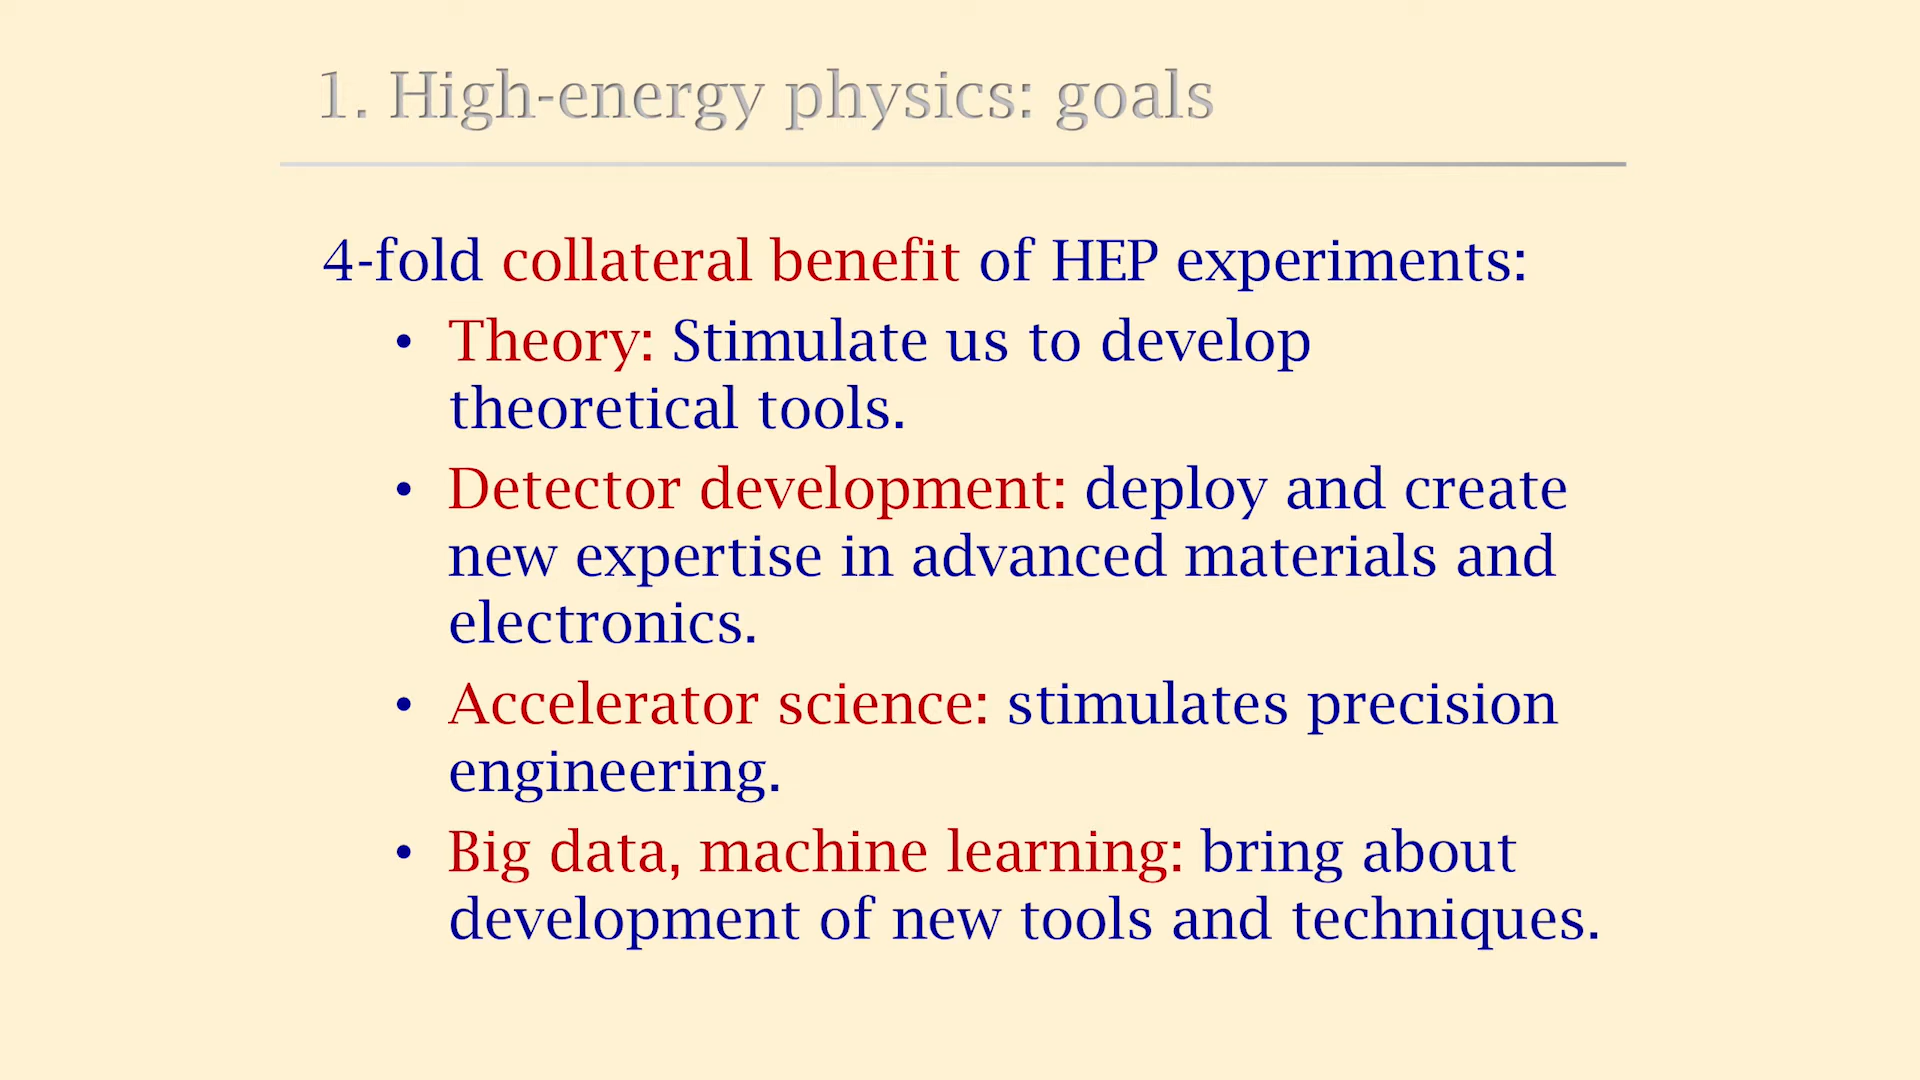 1. High-energy physics: goals
4-fold collateral benefit of HEP experiments:
• Theory: Stimulate us to develop
theoretical tools.
• Detector development: deploy and create
new expertise in advanced materials and
electronics.
• Accelerator science: stimulates precision
engineering.
• Big data, machine learning: bring about
development of new tools and techniques.